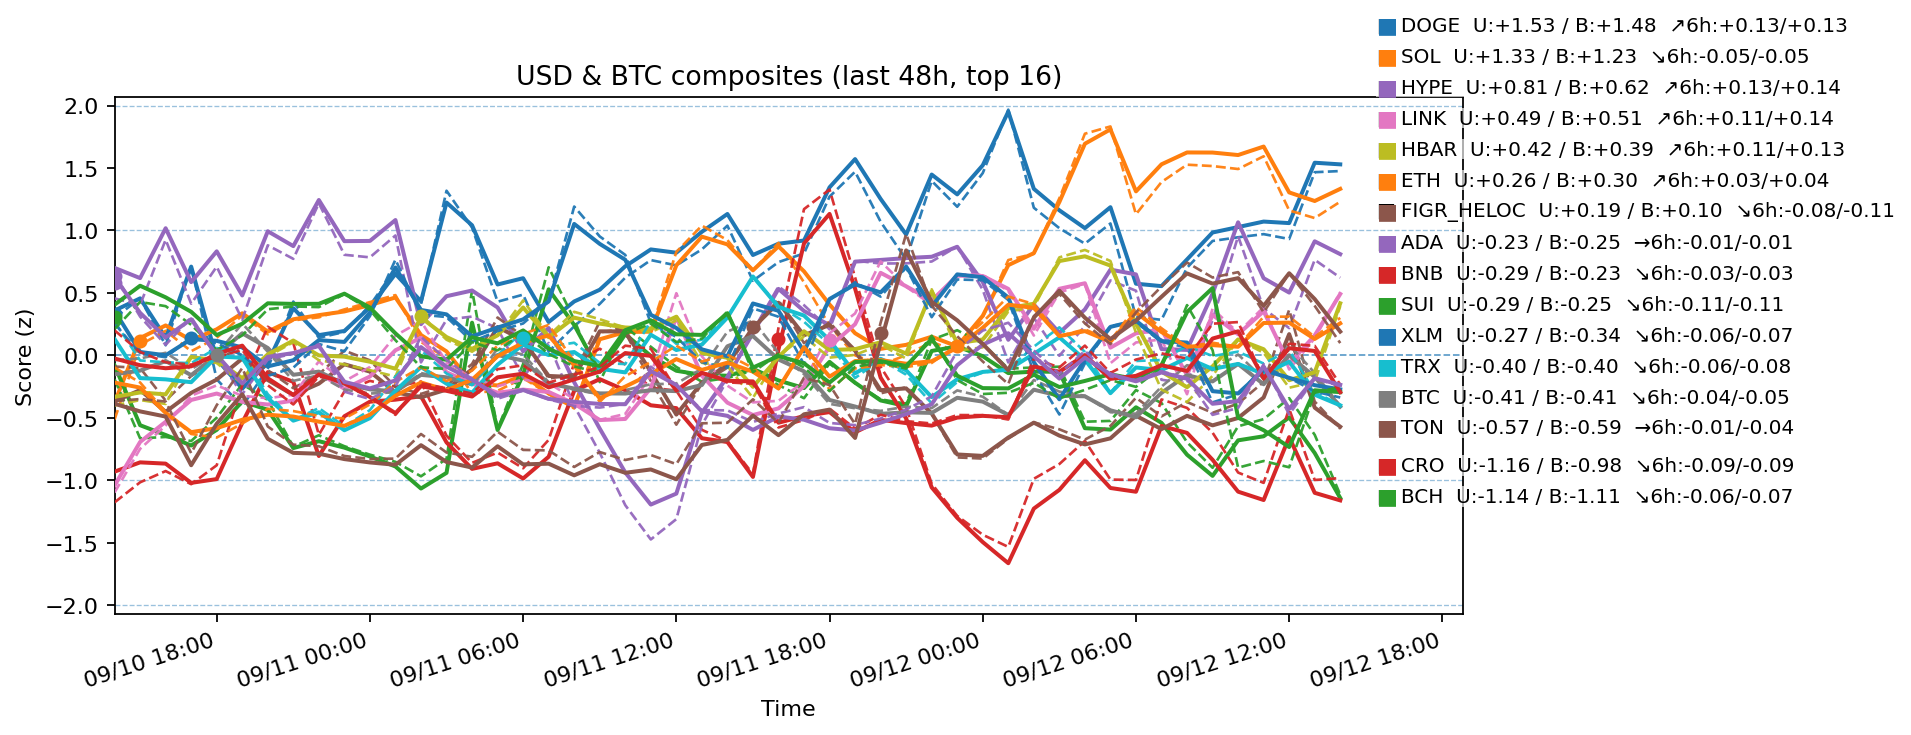 USD & BTC composites (last 48h, top 16)
DOGE U:+1.53 / B:+1.48 ↗6h:+0.13/+0.13
SOL U:+1.33 / B:+1.23 ↘6h:-0.05/-0.05
HYPE U:+0.81 / B:+0.62 ↗6h:+0.13/+0.14
LINK U:+0.49 / B:+0.51 ↗6h:+0.11/+0.14
HBAR U:+0.42 / B:+0.39 ↗6h:+0.11/+0.13
ETH U:+0.26 / B:+0.30 ↗6h:+0.03/+0.04
FIGR_HELOC U:+0.19 / B:+0.10 ↘6h:-0.08/-0.11
ADA U:-0.23 / B:-0.25 →6h:-0.01/-0.01
BNB U:-0.29 / B:-0.23 ↘6h:-0.03/-0.03
SUI U:-0.29 / B:-0.25 ↘6h:-0.11/-0.11
XLM U:-0.27 / B:-0.34 ↘6h:-0.06/-0.07
TRX U:-0.40 / B:-0.40 ↘6h:-0.06/-0.08
BTC U:-0.41 / B:-0.41 ↘6h:-0.04/-0.05
TON U:-0.57 / B:-0.59 →6h:-0.01/-0.04
CRO U:-1.16 / B:-0.98 ↘6h:-0.09/-0.09
BCH U:-1.14 / B:-1.11 ↘6h:-0.06/-0.07
Score (z)
2.0
1.5
1.0
0.5
0.0
−0.5
−1.0
−1.5
−2.0
09/10 18:00
09/11 00:00
09/11 06:00
09/11 12:00
09/11 18:00
09/12 00:00
09/12 06:00
09/12 12:00
09/12 18:00
Time